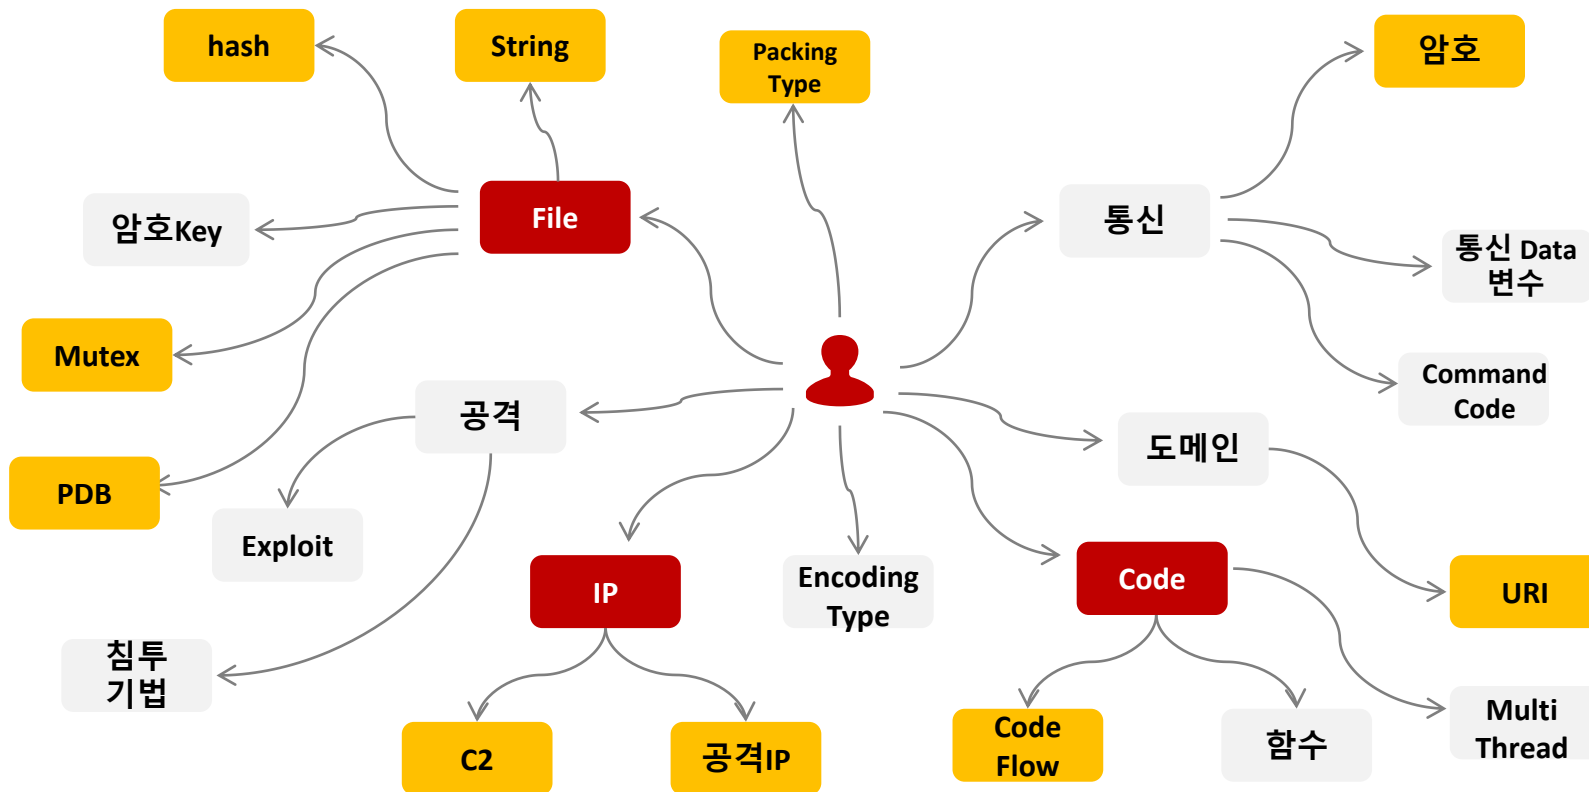 hash
String
Packing
Type
암호
암호Key
File
통신
통신 Data
변수
Mutex
Command
Code
공격
도메인
PDB
Exploit
IP
Encoding
Type
Code
URI
침투
기법
C2
공격IP
Code
Flow
함수
Multi
Thread